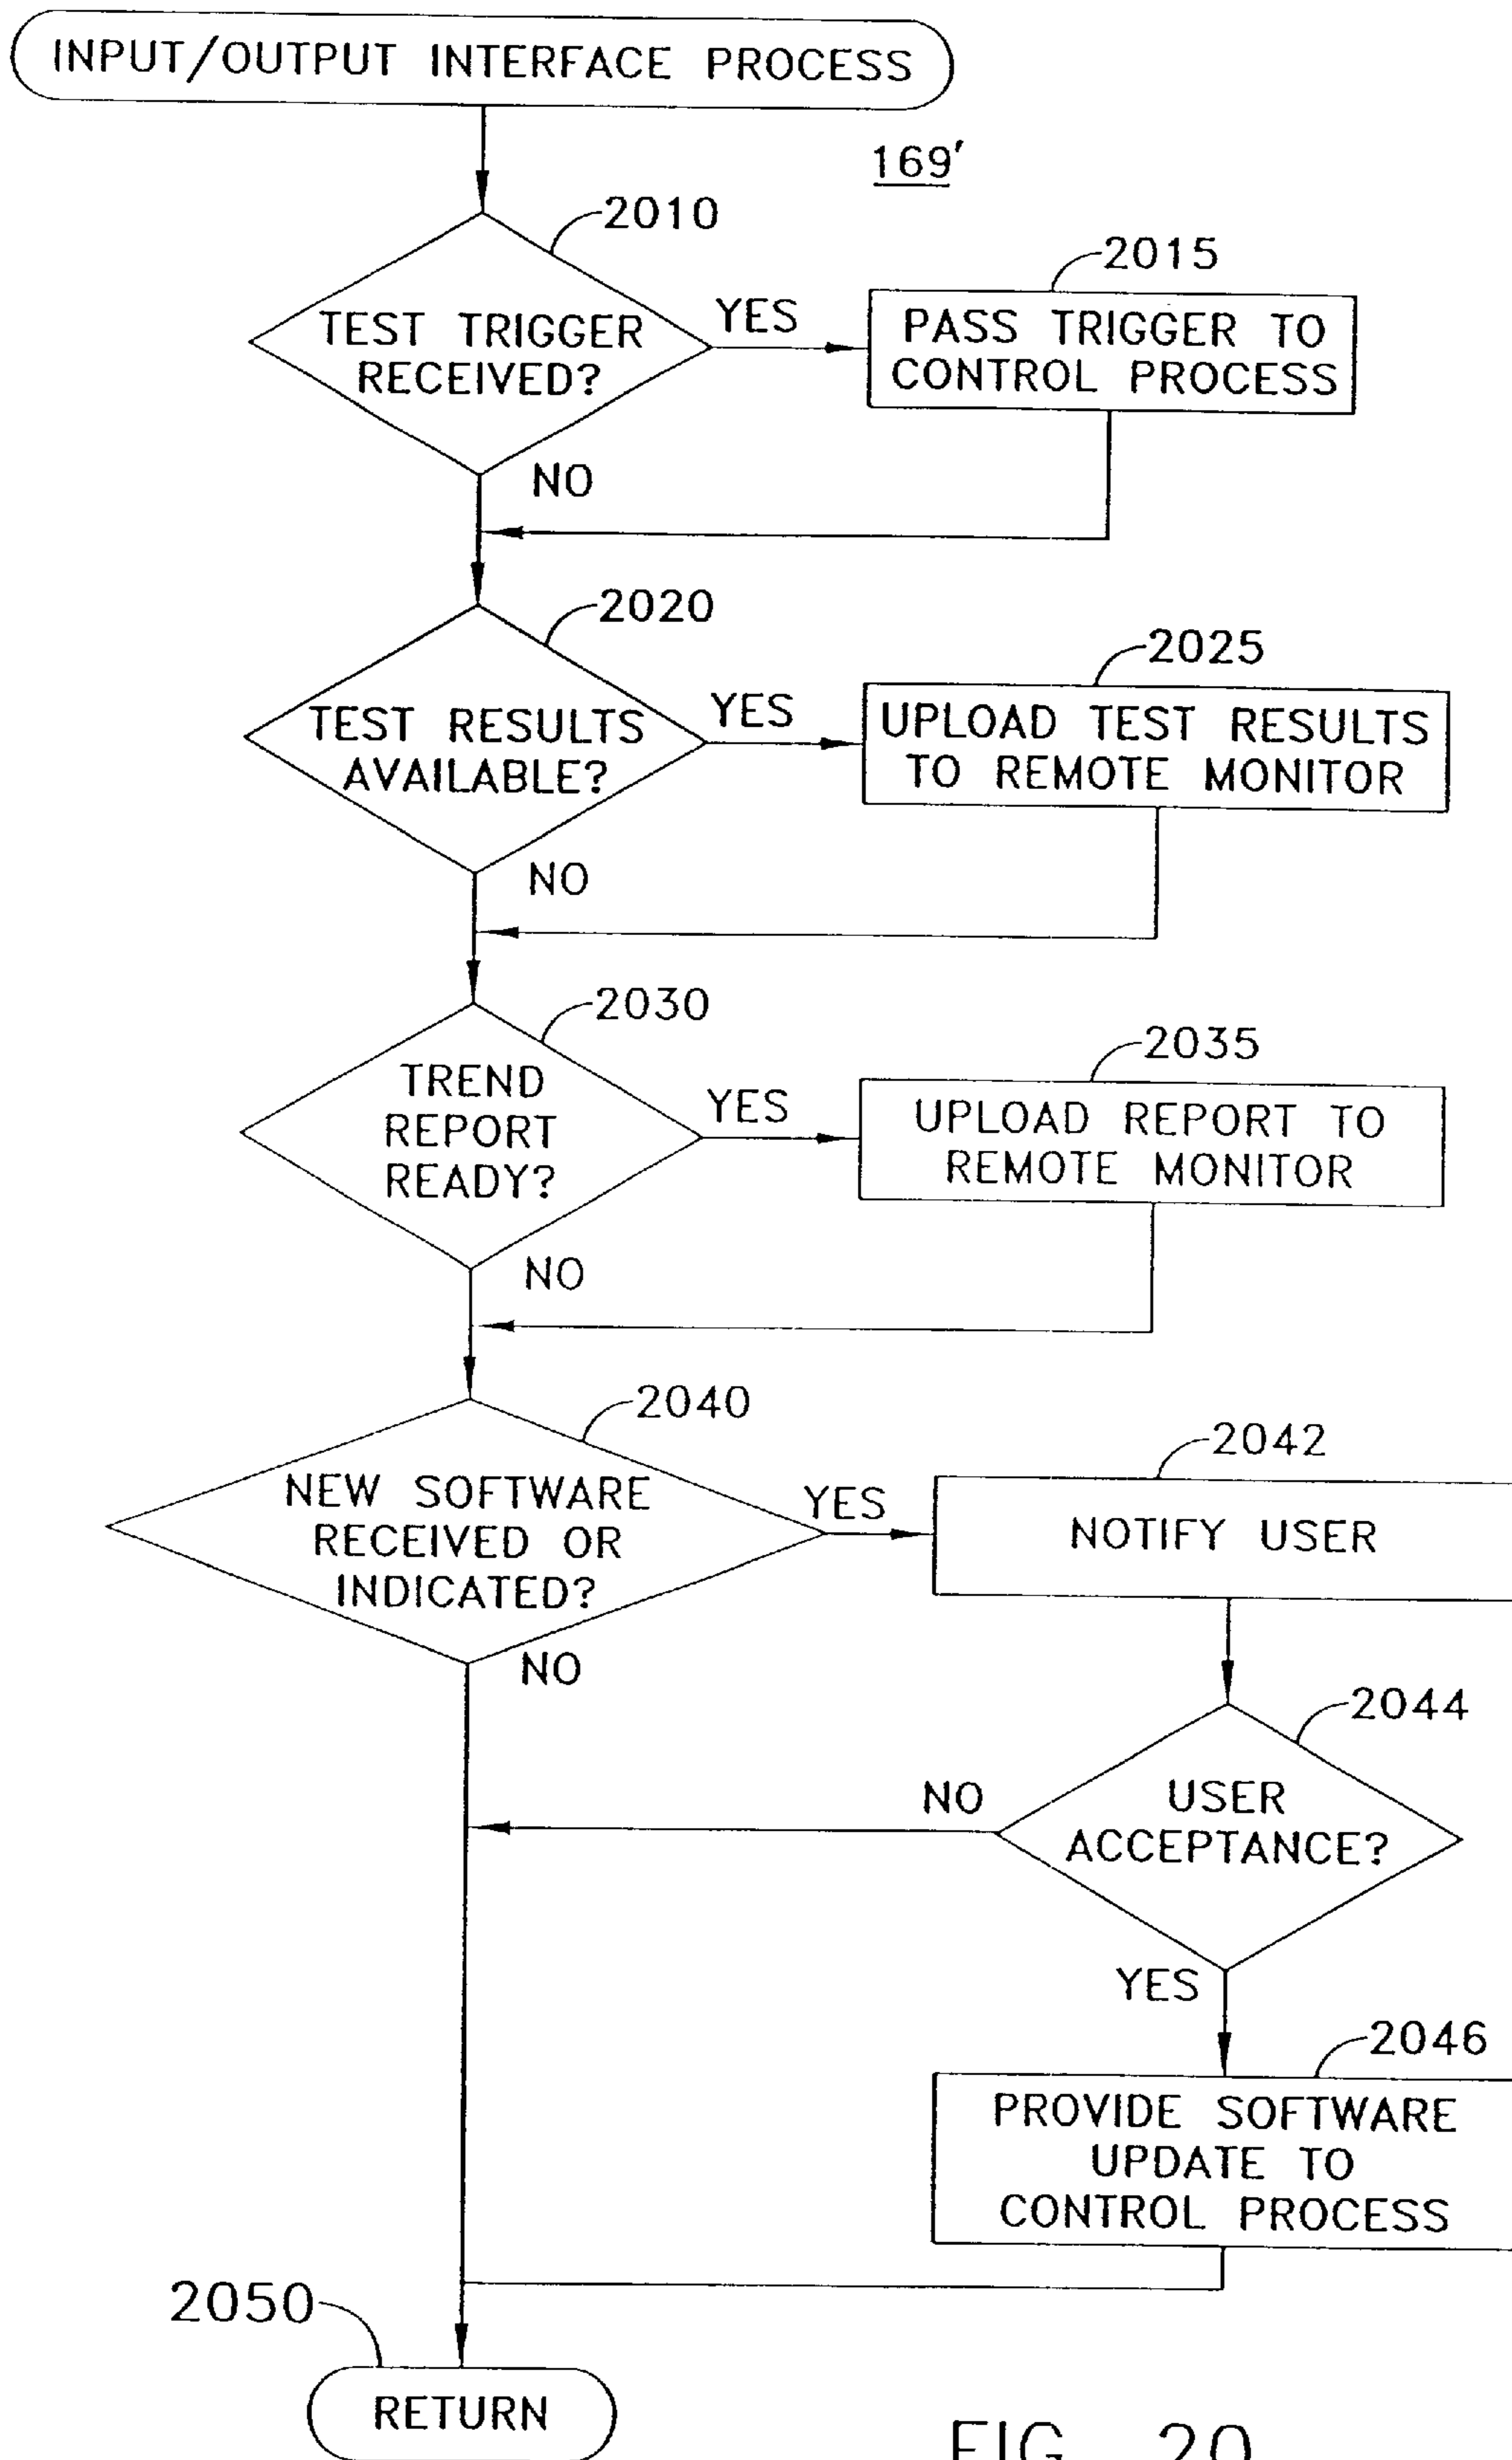 INPUT/OUTPUT INTERFACE PROCESS
169'
2010
TEST TRIGGER
RECEIVED?
YES
2015
PASS TRIGGER TO
CONTROL PROCESS
NO
2020
TEST RESULTS
AVAILABLE?
YES
2025
UPLOAD TEST RESULTS
TO REMOTE MONITOR
NO
2030
TREND
REPORT
READY?
YES
2035
UPLOAD REPORT TO
REMOTE MONITOR
NO
2040
NEW SOFTWARE
RECEIVED OR
INDICATED?
YES
2042
NOTIFY USER
NO
2044
USER
ACCEPTANCE?
NO
YES
2046
PROVIDE SOFTWARE
UPDATE TO
CONTROL PROCESS
2050
RETURN
FIG. 20